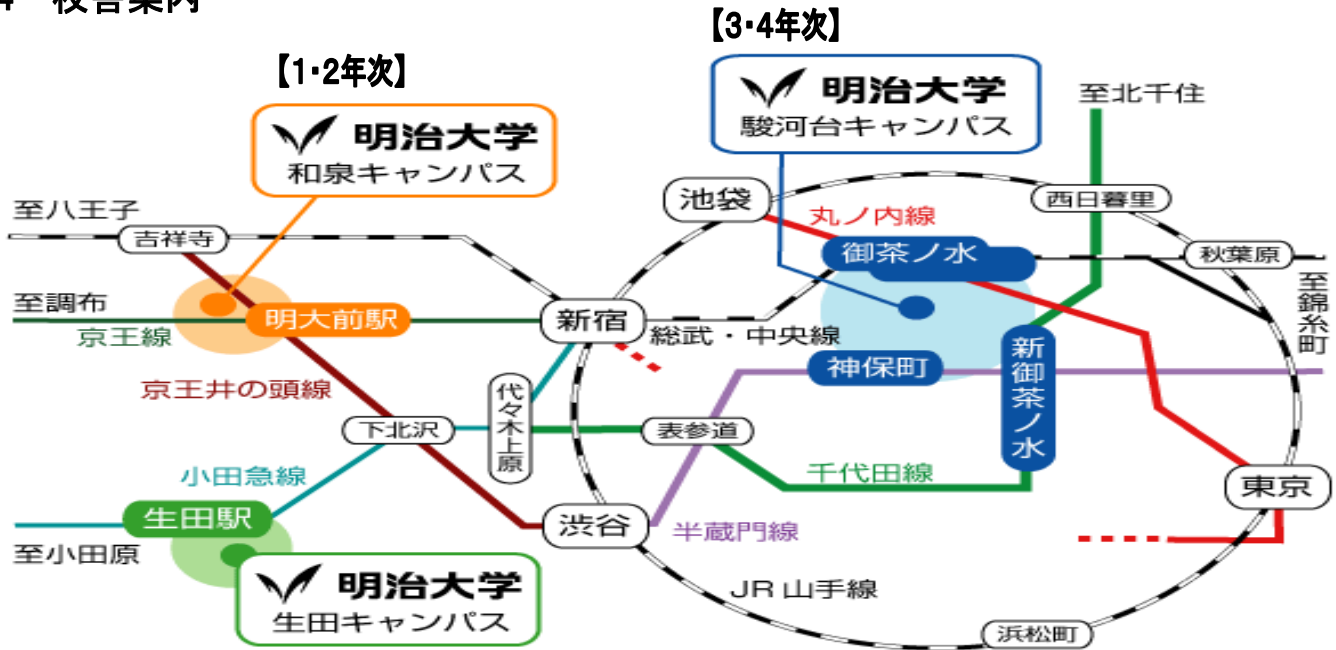 校舎案内
【3・4年次】
【1・2年次】
明治大学
駿河台キャンパス
至北千住
明治大学
和泉キャンパス
池袋
西日暮里
至八王子
丸ノ内線
吉祥寺
御茶ノ水
秋葉原
至調布
明大前駅
新宿
総武・中央線
至錦糸町
京王線
神保町
新御茶ノ水
京王井の頭線
代々木上原
下北沢
表参道
小田急線
千代田線
東京
生田駅
渋谷
半蔵門線
至小田原
明治大学
生田キャンパス
JR 山手線
浜松町